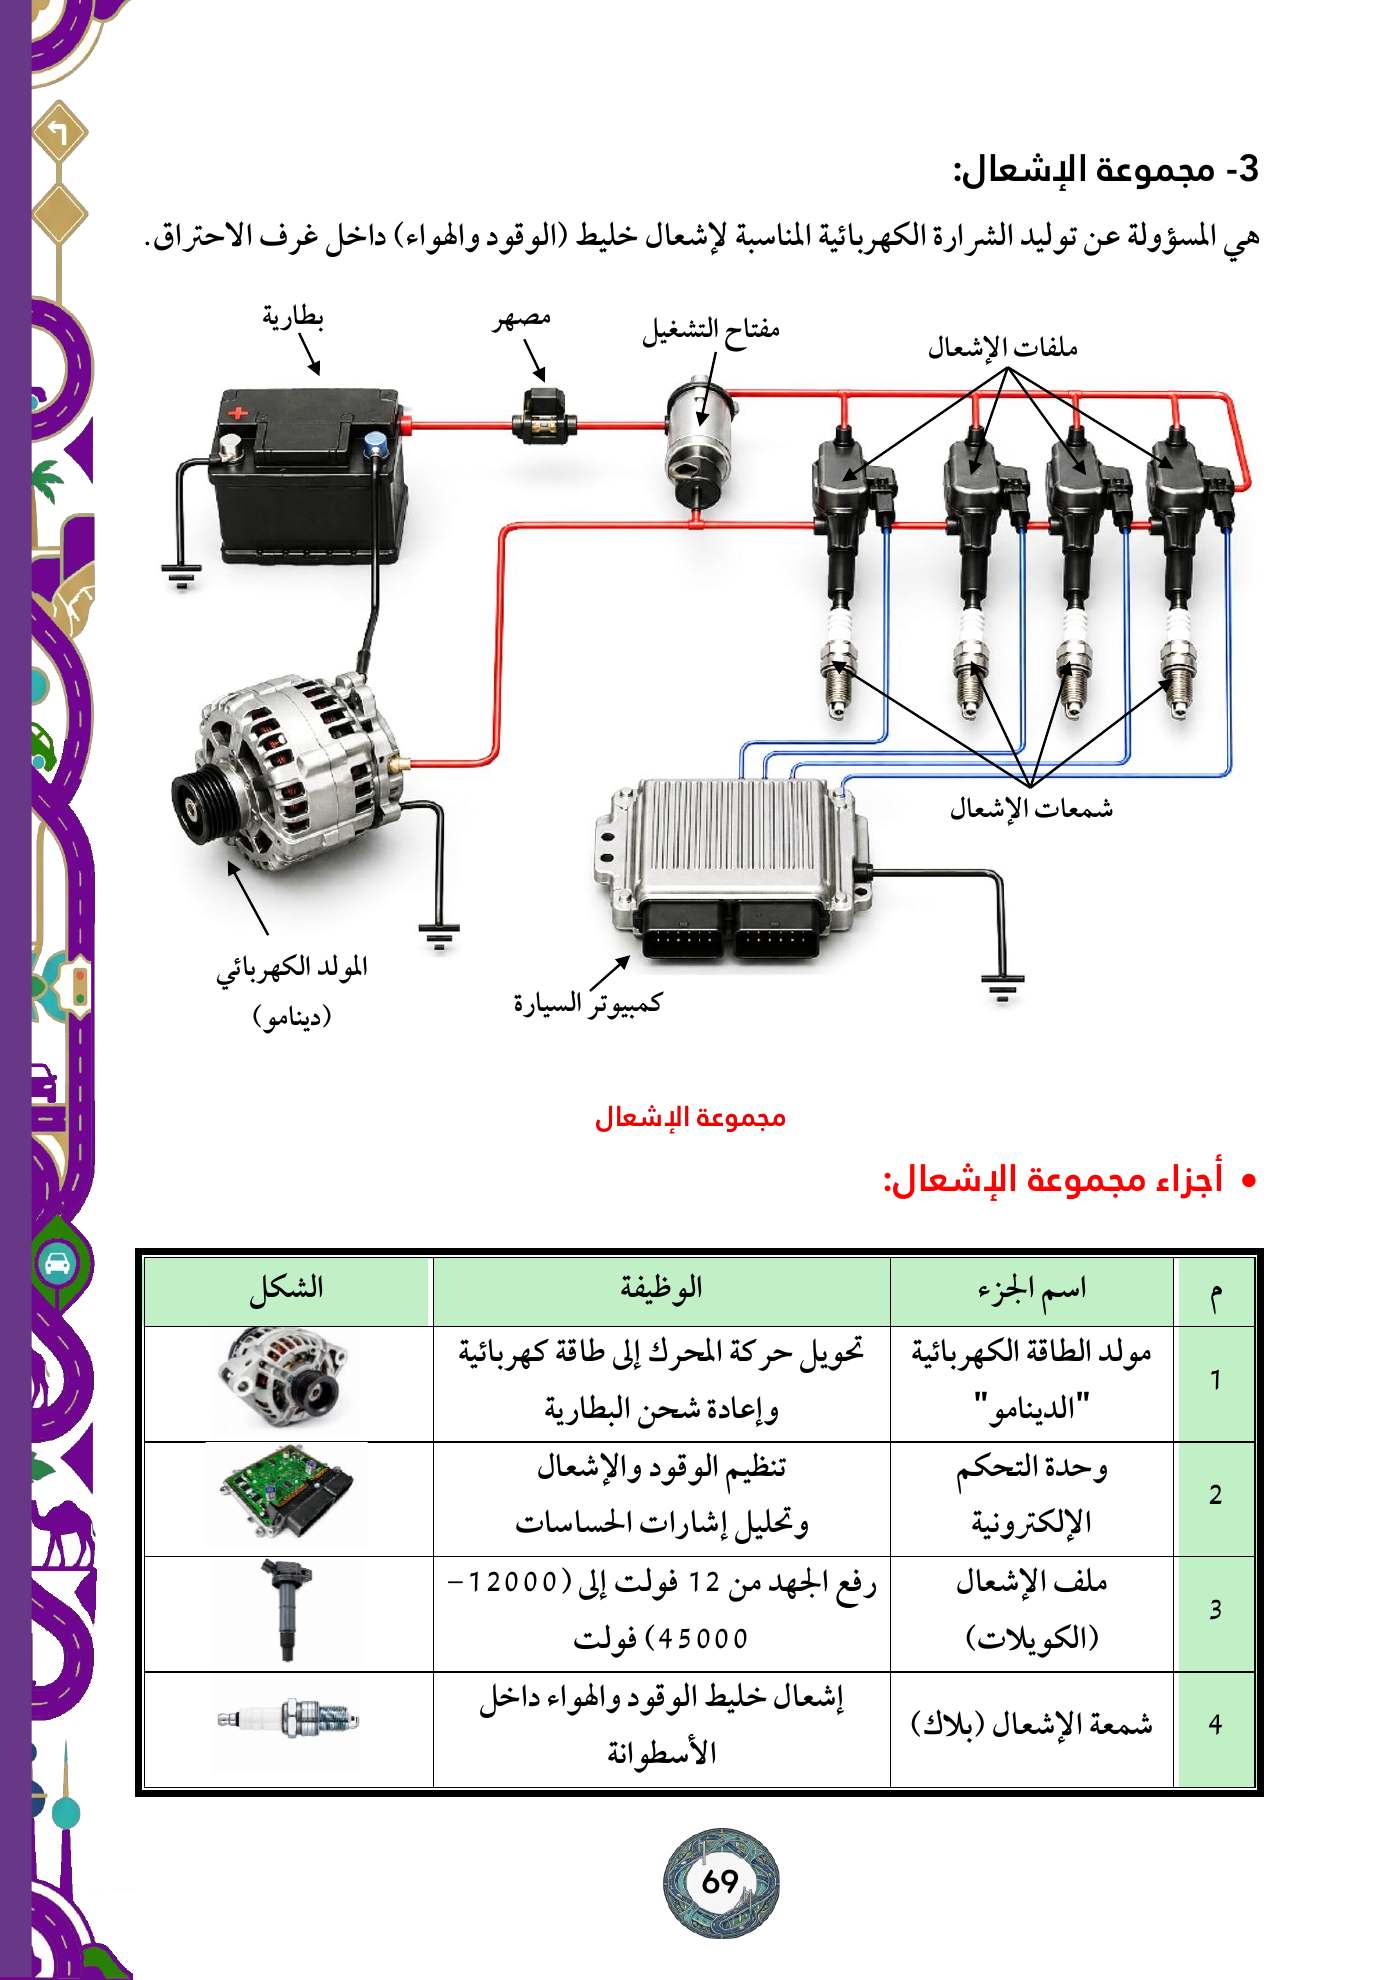 3- مجموعة الإشعال:
هي المسؤولة عن توليد الشرارة الكهربائية المناسبة لإشعال خليط (الوقود والهواء) داخل غرف الاحتراق.
بطارية
مصهر
مفتاح التشغيل
ملفات الإشعال
شمعات الإشعال
المولد الكهربائي
(دينامو)
كمبيوتر السيارة
مجموعة الإشعال
• أجزاء مجموعة الإشعال:
م اسم الجزء الوظيفة الشكل
1
مولد الطاقة الكهربائية
"الدينامو"
تحويل حركة المحرك إلى طاقة كهربائية
وإعادة شحن البطارية
2
وحدة التحكم
الإلكترونية
تنظيم الوقود والإشعال
وتحليل إشارات الحساسات
3
ملف الإشعال
(الكويلات)
رفع الجهد من 12 فولت إلى (12000–
45000) فولت
4
شمعة الإشعال (بلاك)
إشعال خليط الوقود والهواء داخل
الأسطوانة
69